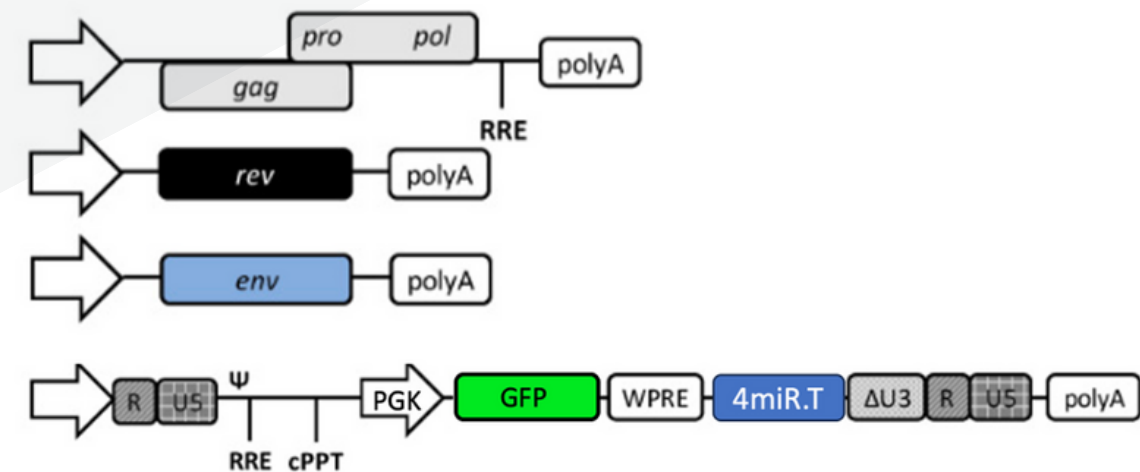 pro pol
gag
polyA
RRE
rev
polyA
env
polyA
R
U5
Ψ
RRE
cPPT
PGK
GFP
WPRE
4miR.T
ΔU3
R
U5
polyA